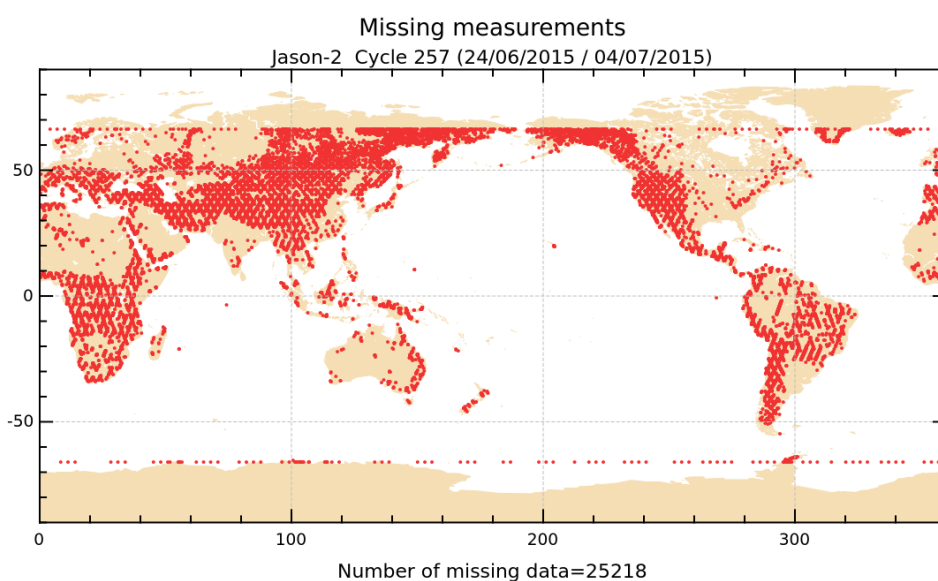 Missing measurements
Jason-2 Cycle 257 (24/06/2015 / 04/07/2015)
50
0
-50
0 100 200 300
Number of missing data=25218